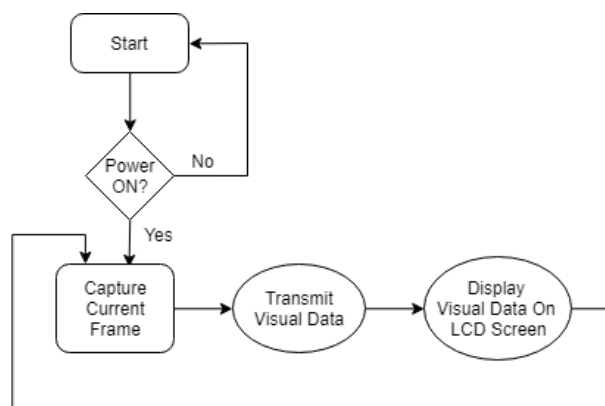 Start
Power
ON?
No
Yes
Capture
Current
Frame
Transmit
Visual Data
Display
Visual Data On
LCD Screen